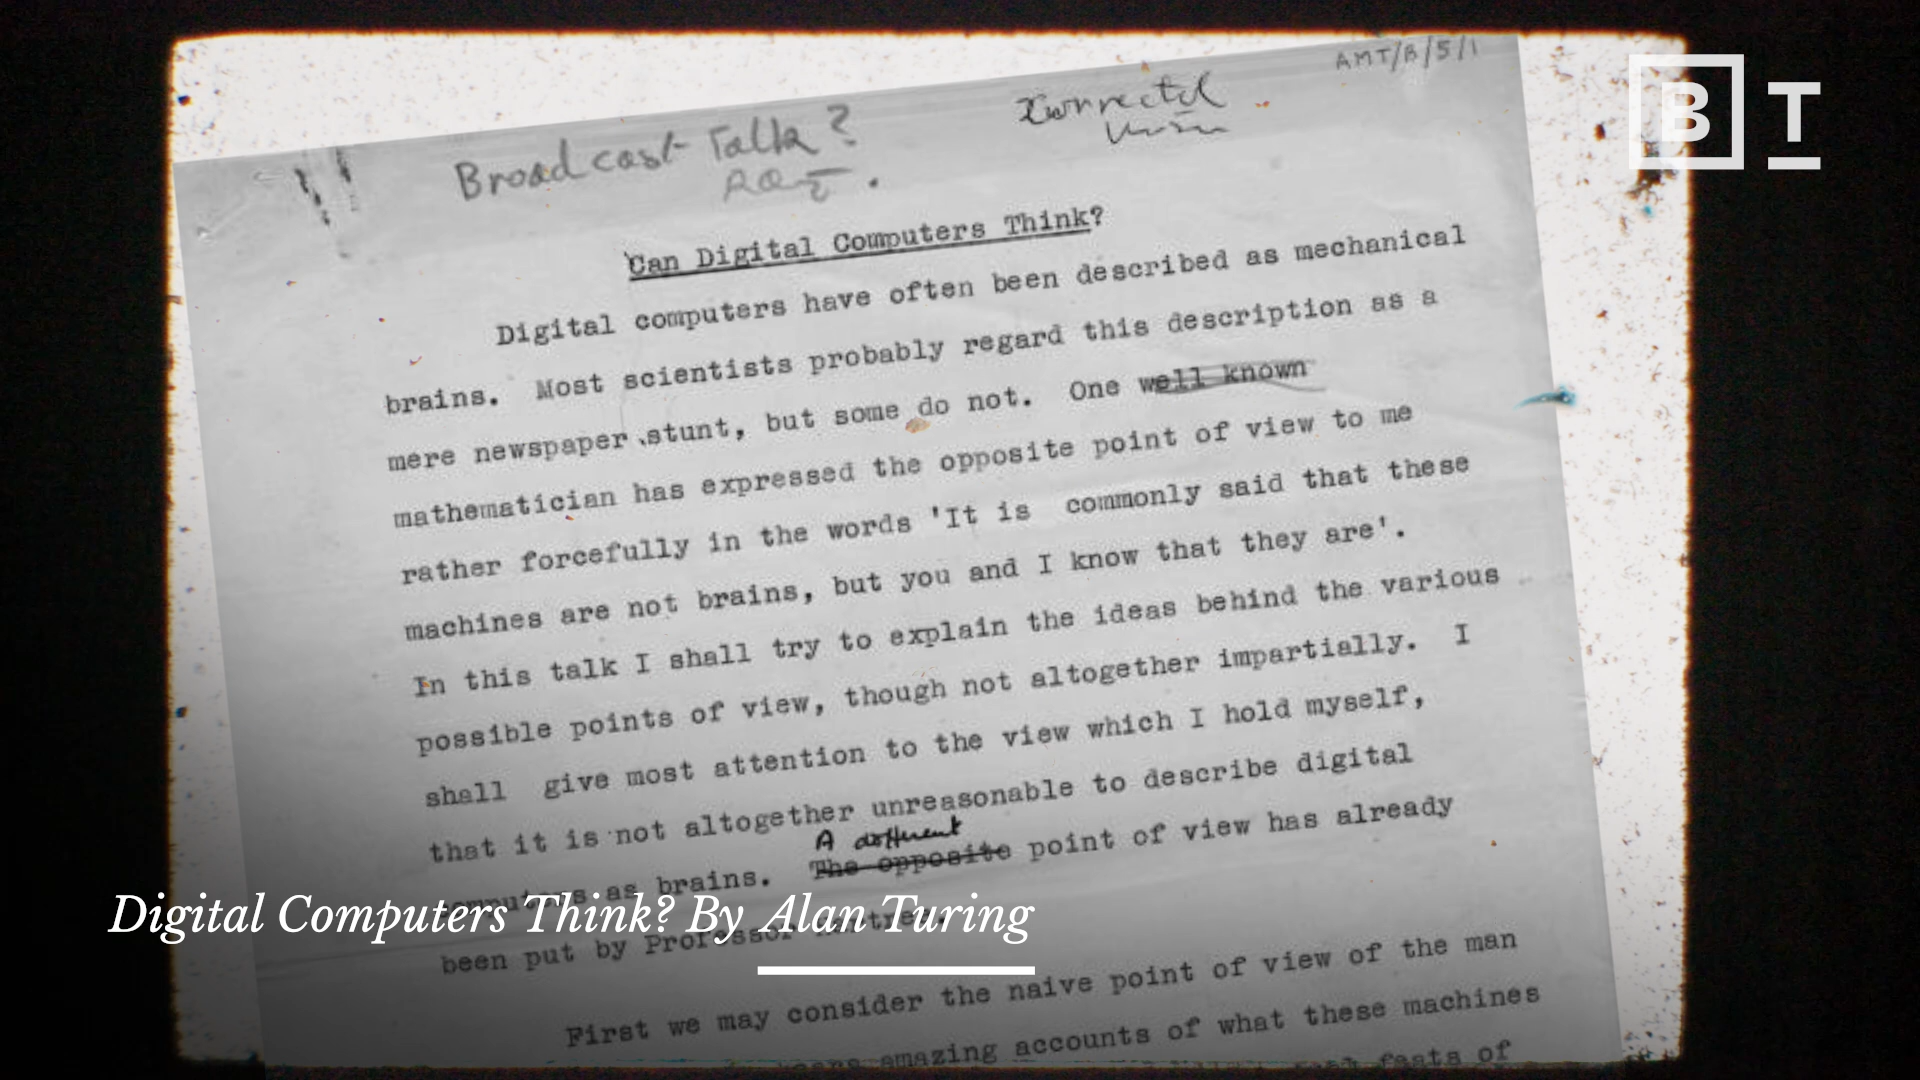 AMT/B/5/1
B T
Broadcast Talk?
Can Digital Computers Think?
Digital computers have often been described as mechanical
brains. Most scientists probably regard this description as a
mere newspaper stunt, but some do not. One well known
mathematician has expressed the opposite point of view to me
rather forcefully in the words 'It is commonly said that these
machines are not brains, but you and I know that they are'.
In this talk I shall try to explain the ideas behind the various
possible points of view, though not altogether impartially. I
shall give most attention to the view which I hold myself,
that it is not altogether unreasonable to describe digital
A different
computers as brains. The opposite point of view has already
been put by Professor Hartree.
Digital Computers Think? By Alan Turing
First we may consider the naive point of view of the man
amazing accounts of what these machines
feats of